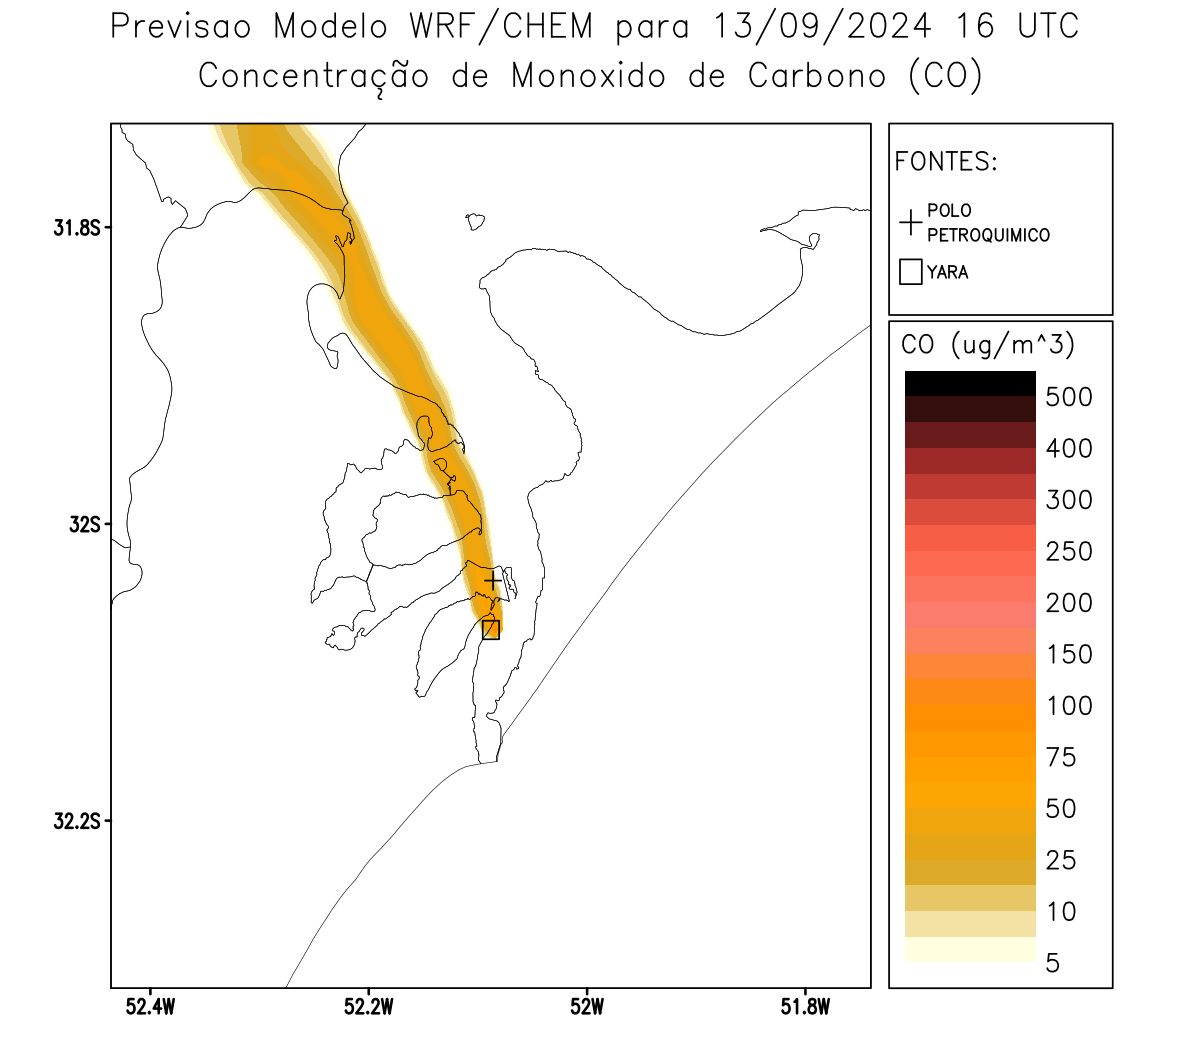 Previsao Modelo WRF/CHEM para 13/09/2024 16 UTC
Concentração de Monoxido de Carbono (CO)
FONTES:
POLO
PETROQUIMICO
YARA
CO (ug/m^3)
500
400
300
250
200
150
100
75
50
25
10
5
31.8S
32S
32.2S
52.4W
52.2W
52W
51.8W